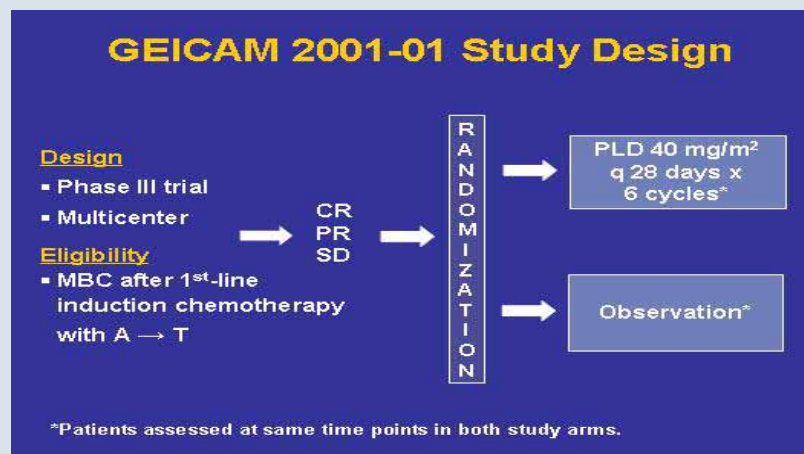 GEICAM 2001-01 Study Design
Design
▪ Phase III trial
▪ Multicenter
Eligibility
▪ MBC after 1st-line
induction chemotherapy
with A → T
CR
PR
SD
RANDOMIZATION
PLD 40 mg/m²
q 28 days x
6 cycles*
Observation*
*Patients assessed at same time points in both study arms.